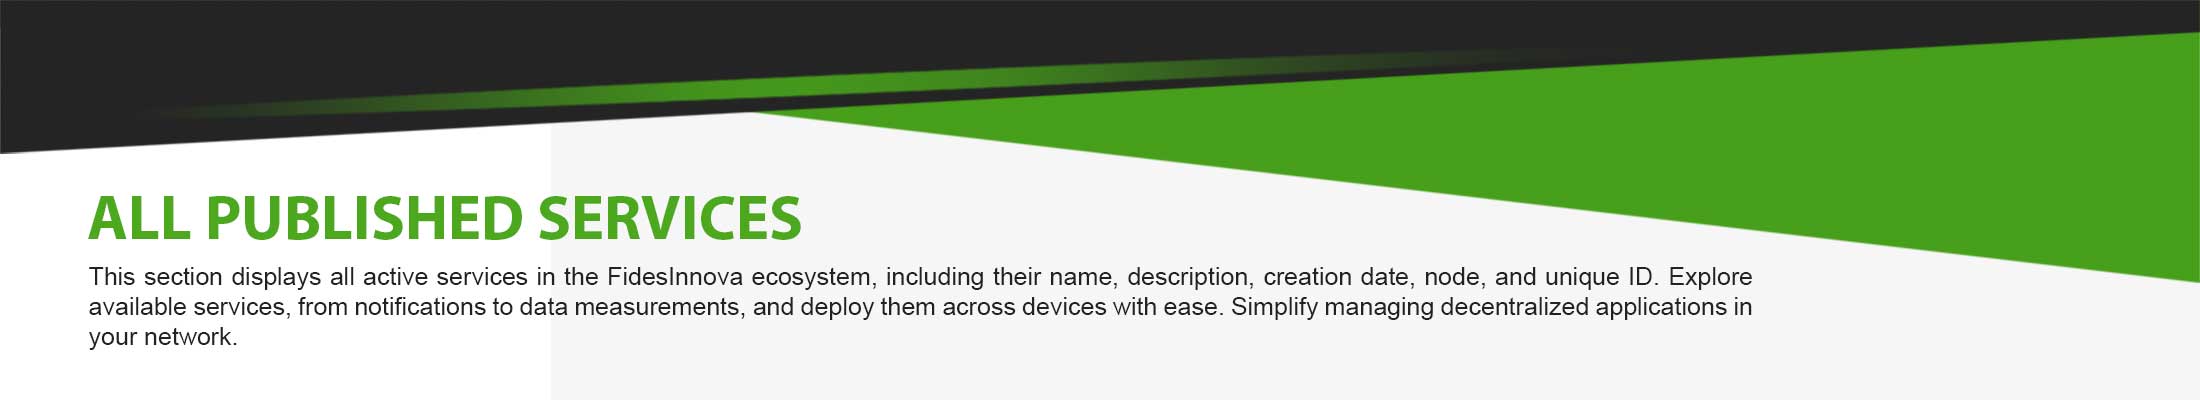 ALL PUBLISHED SERVICES
This section displays all active services in the FidesInnova ecosystem, including their name, description, creation date, node, and unique ID. Explore
available services, from notifications to data measurements, and deploy them across devices with ease. Simplify managing decentralized applications in
your network.